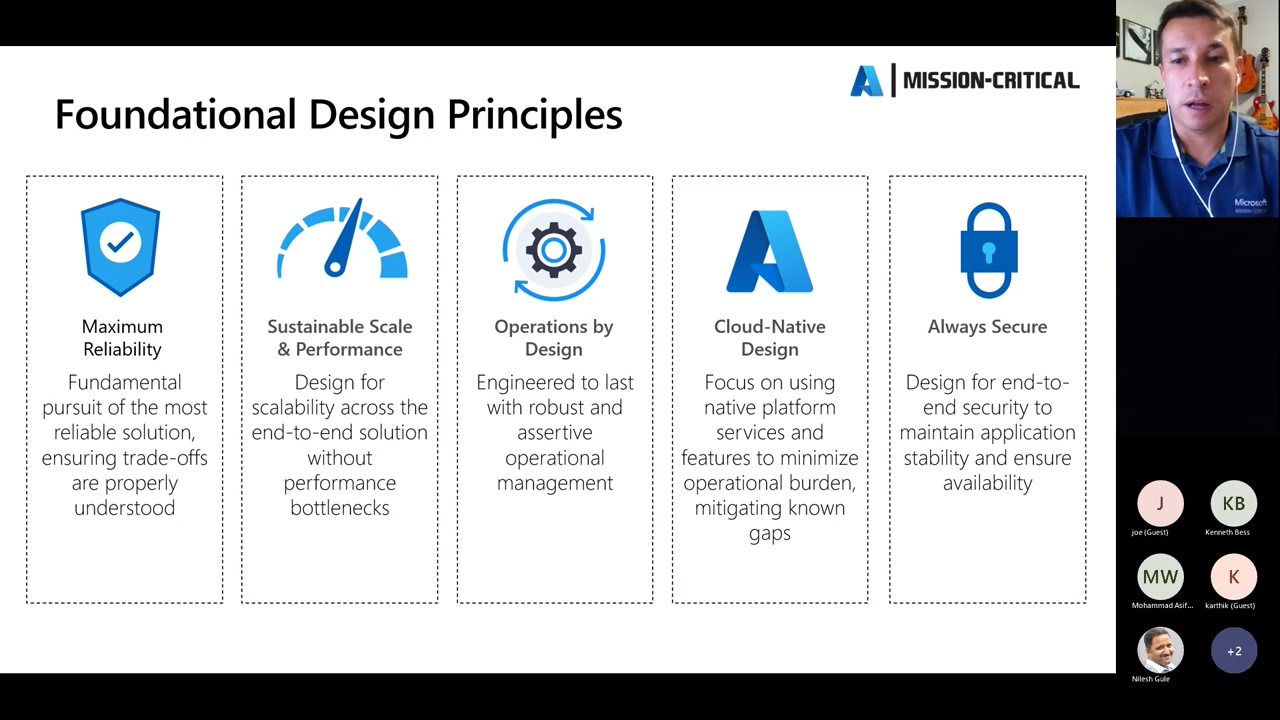 MISSION-CRITICAL
Foundational Design Principles
Maximum
Reliability
Fundamental
pursuit of the most
reliable solution,
ensuring trade-offs
are properly
understood
Sustainable Scale
& Performance
Design for
scalability across the
end-to-end solution
without
performance
bottlenecks
Operations by
Design
Engineered to last
with robust and
assertive
operational
management
Cloud-Native
Design
Focus on using
native platform
services and
features to minimize
operational burden,
mitigating known
gaps
Always Secure
Design for end-to-
end security to
maintain application
stability and ensure
availability
Microsoft
J
joe (Guest)
KB
Kenneth Bess
MW
Mohammad Asif...
K
karthik (Guest)
Nilesh Gule
+2